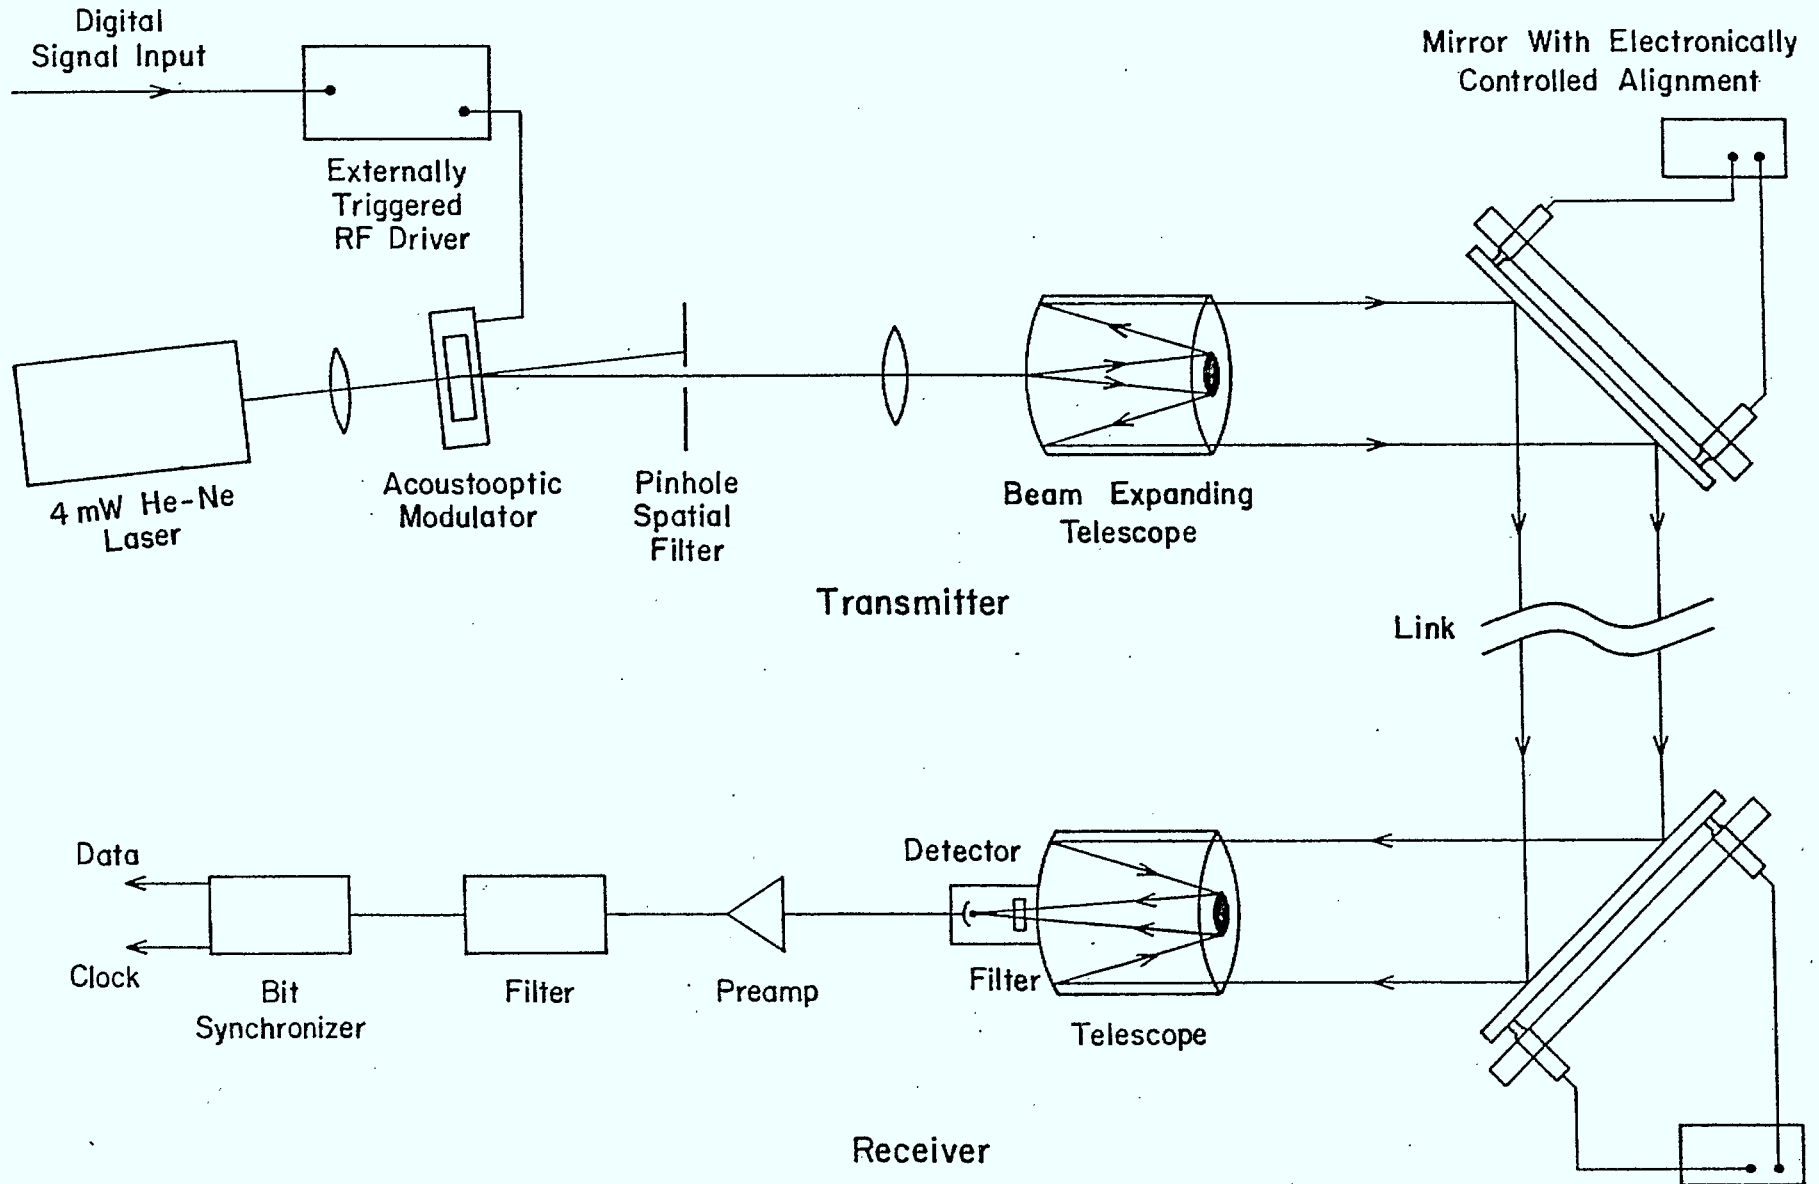 Digital
Signal Input
Mirror With Electronically
Controlled Alignment
Externally
Triggered
RF Driver
4 mW He-Ne
Laser
Acoustooptic
Modulator
Pinhole
Spatial
Filter
Beam Expanding
Telescope
Transmitter
Link
Data
Clock
Bit
Synchronizer
Filter
Preamp
Detector
Filter
Telescope
Receiver